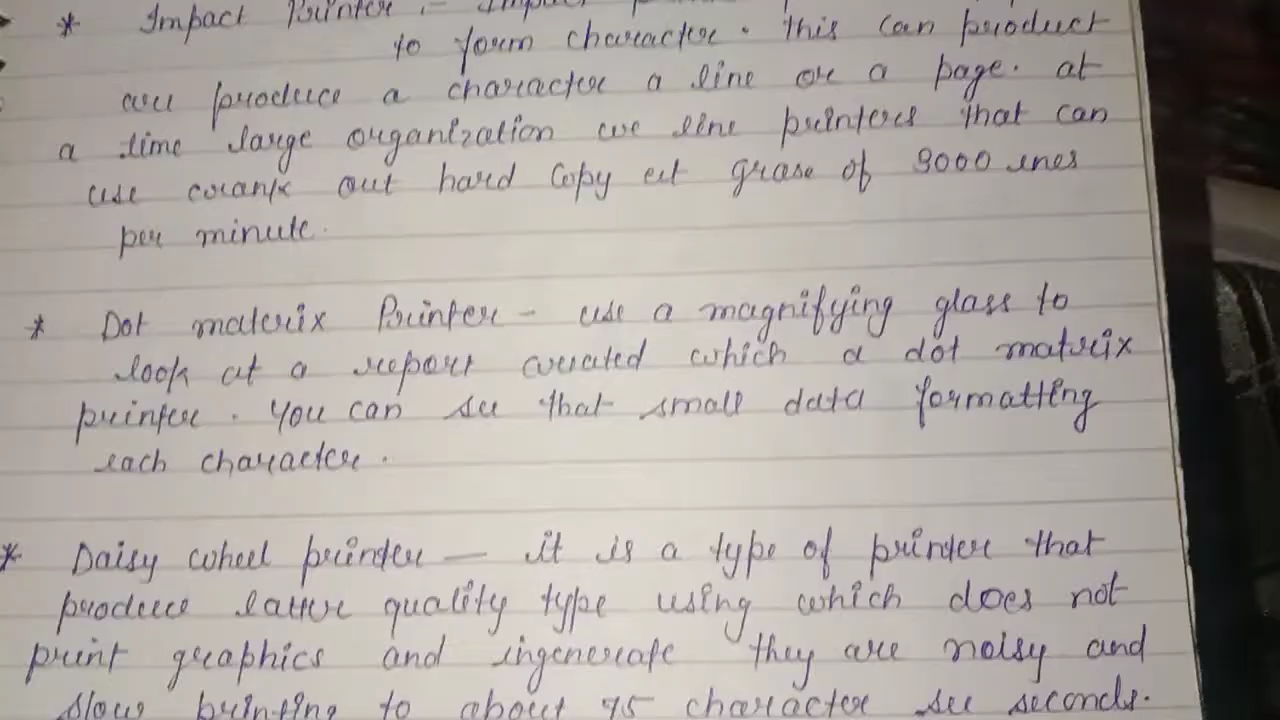 * Impact Printer :- Impact
to form character. This can product
are produce a character a line or a page. at
a time large organization we line printers that can
use crank out hard Copy at grase of 3000 ines
per minute.
* Dot matrix Printer - use a magnifying glass to
look at a report created which a dot matrix
printer. You can see that small data formatting
each character.
* Daisy wheel printer — it is a type of printer that
produce latter quality type using which does not
print graphics and ingenerate they are noisy and
slow printing to about 75 character see seconds.